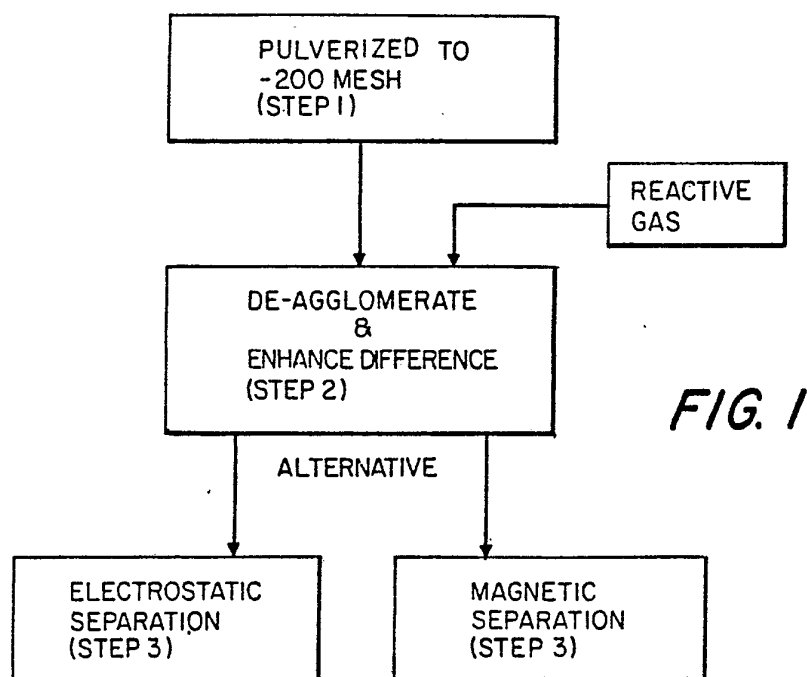 PULVERIZED TO
-200 MESH
(STEP 1)
REACTIVE
GAS
DE-AGGLOMERATE
&
ENHANCE DIFFERENCE
(STEP 2)
FIG. 1
ALTERNATIVE
ELECTROSTATIC
SEPARATION
(STEP 3)
MAGNETIC
SEPARATION
(STEP 3)